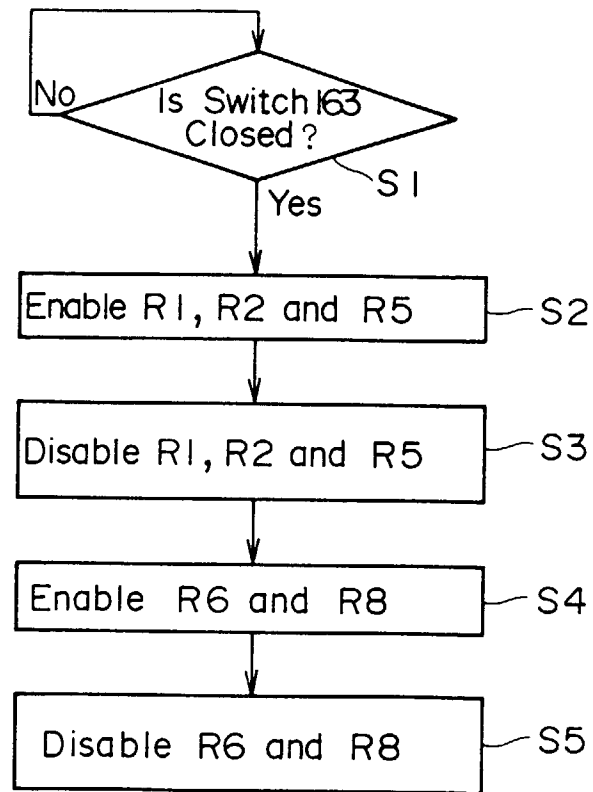 No
Is Switch 163
Closed?
S1
Yes
Enable R1, R2 and R5
S2
Disable R1, R2 and R5
S3
Enable R6 and R8
S4
Disable R6 and R8
S5